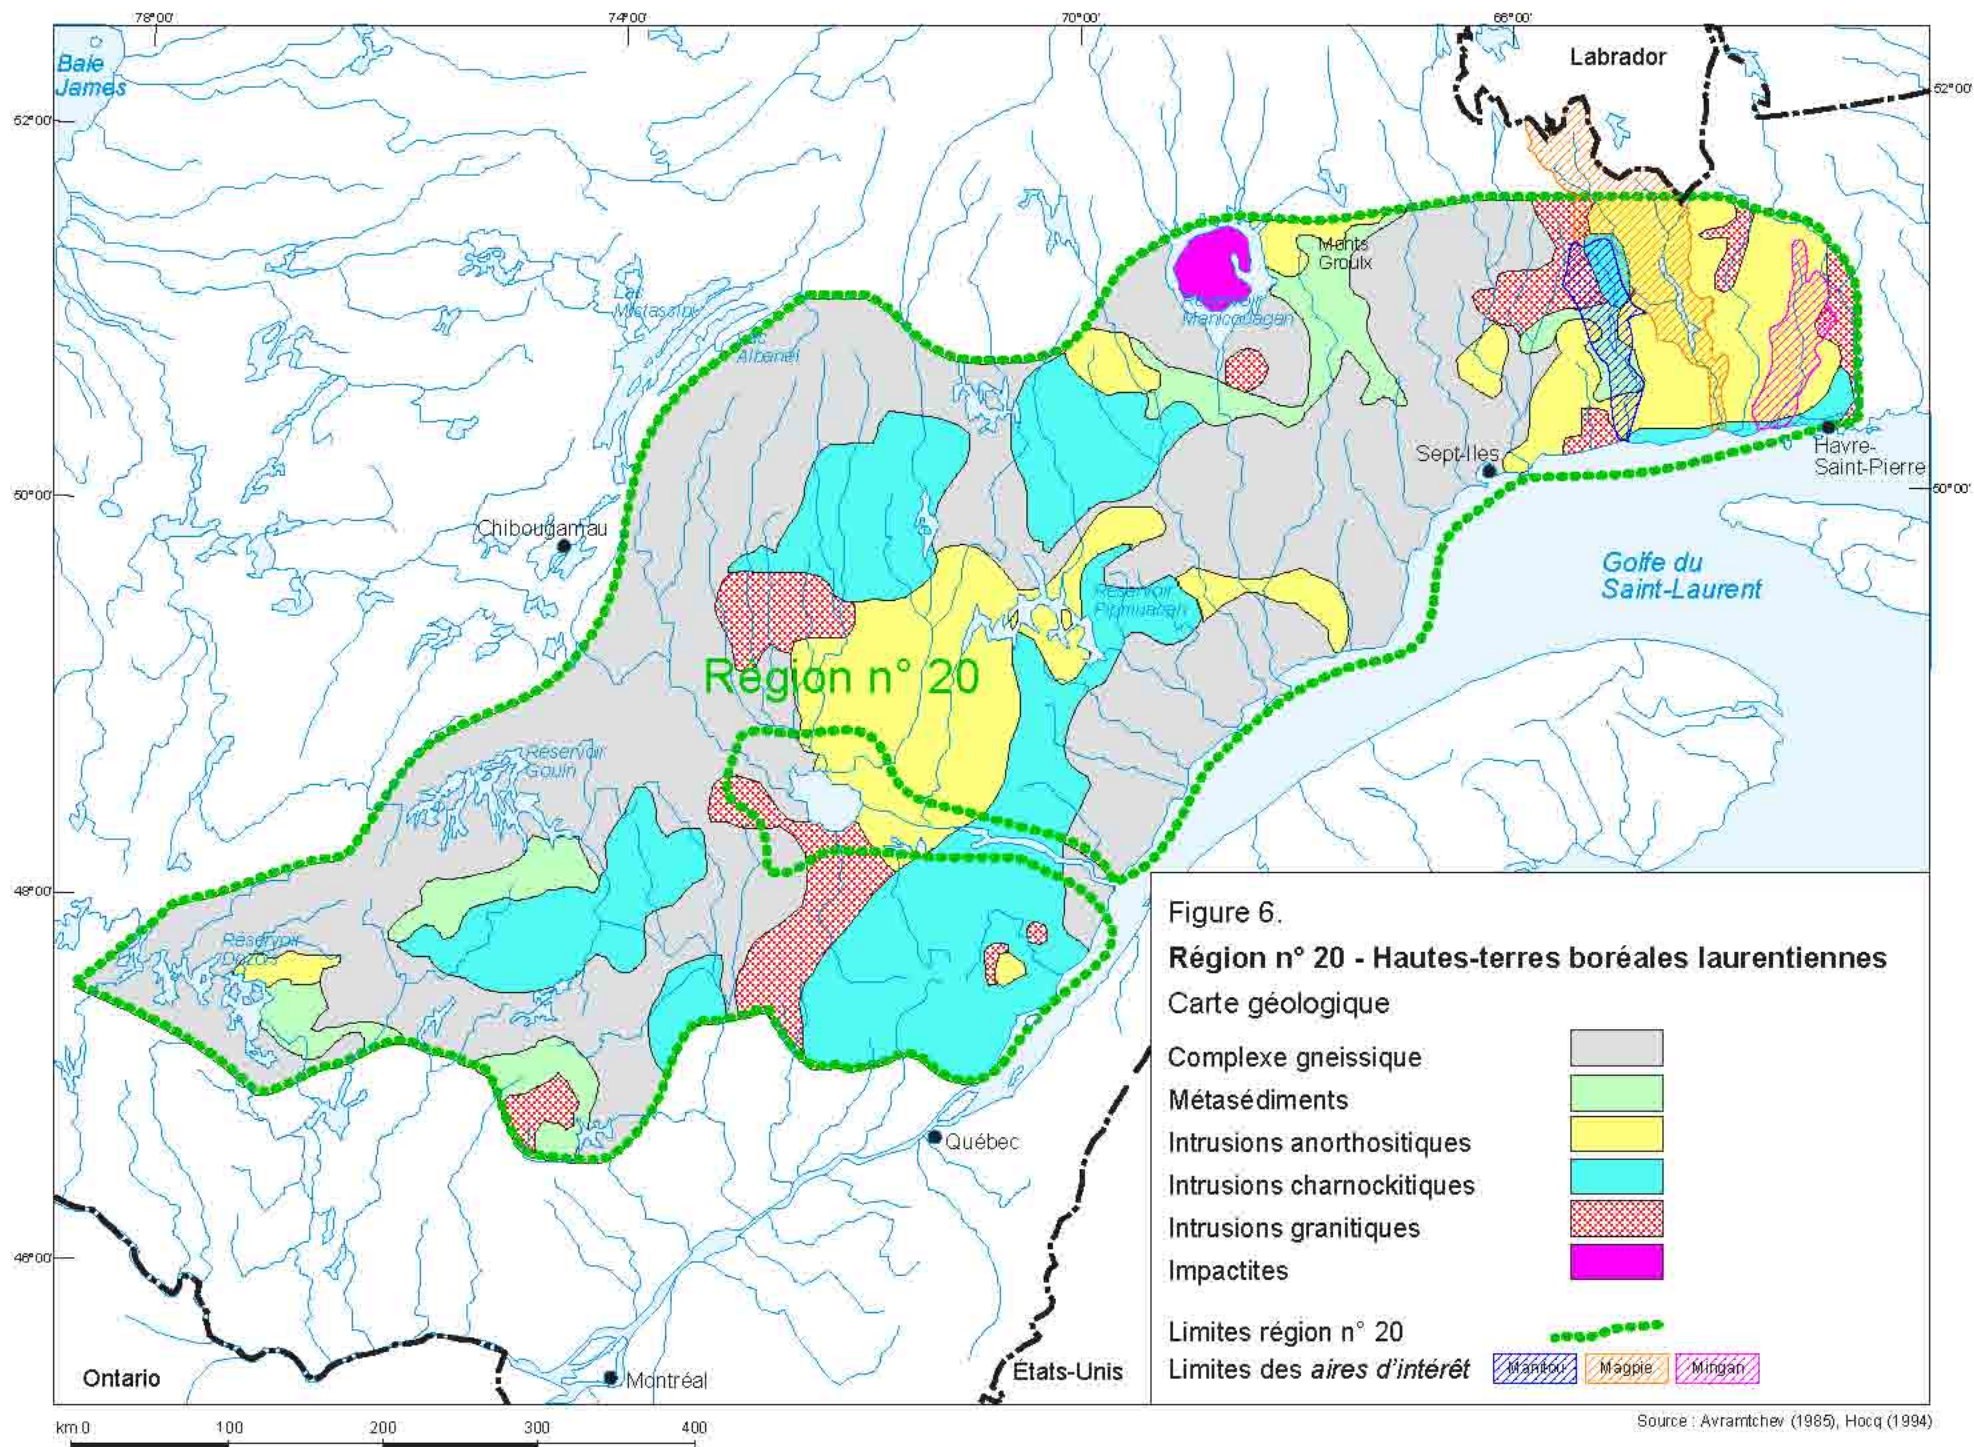 78°00'
74°00'
70°00'
66°00'
Baie
James
Labrador
52°00'
52°00'
Monts
Groulx
Réservoir
Manicouagan
Lac
Mistassini
Lac
Albanel
Sept-Iles
Havre-
Saint-Pierre
50°00'
50°00'
Chibougamau
Golfe du
Saint-Laurent
Réservoir
Pipmuacan
Région n° 20
Réservoir
Gouin
48°00'
Réservoir
Dozois
Figure 6.
Région n° 20 - Hautes-terres boréales laurentiennes
Carte géologique
Complexe gneissique
Métasédiments
Intrusions anorthositiques
Intrusions charnockitiques
Intrusions granitiques
Impactites
Limites région n° 20
Limites des aires d'intérêt
Manitou
Magpie
Mingan
Québec
46°00'
Ontario
Montréal
États-Unis
km 0
100
200
300
400
Source : Avramtchev (1985), Hocq (1994)